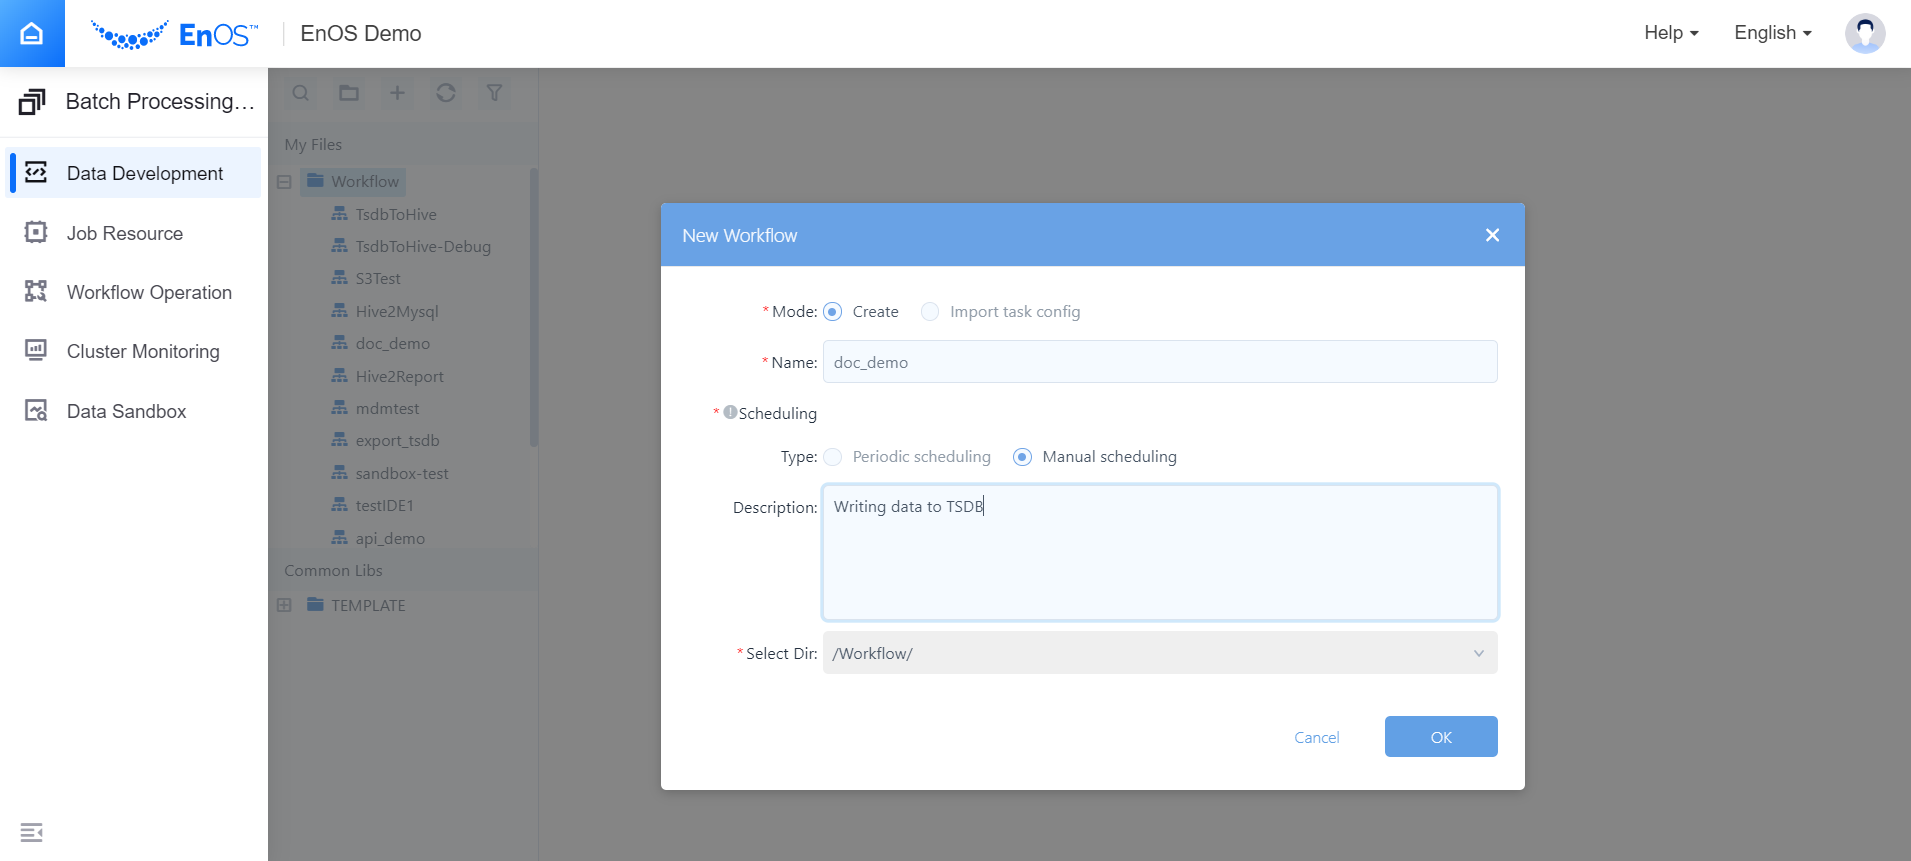 EnOS™ EnOS Demo Help English
Batch Processing...
Data Development
Job Resource
Workflow Operation
Cluster Monitoring
Data Sandbox
My Files
Workflow
TsdbToHive
TsdbToHive-Debug
S3Test
Hive2Mysql
doc_demo
Hive2Report
mdmtest
export_tsdb
sandbox-test
testIDE1
api_demo
Common Libs
TEMPLATE
New Workflow
* Mode: Create Import task config
* Name: doc_demo
* Scheduling
Type: Periodic scheduling Manual scheduling
Description: Writing data to TSDB
* Select Dir: /Workflow/
Cancel OK